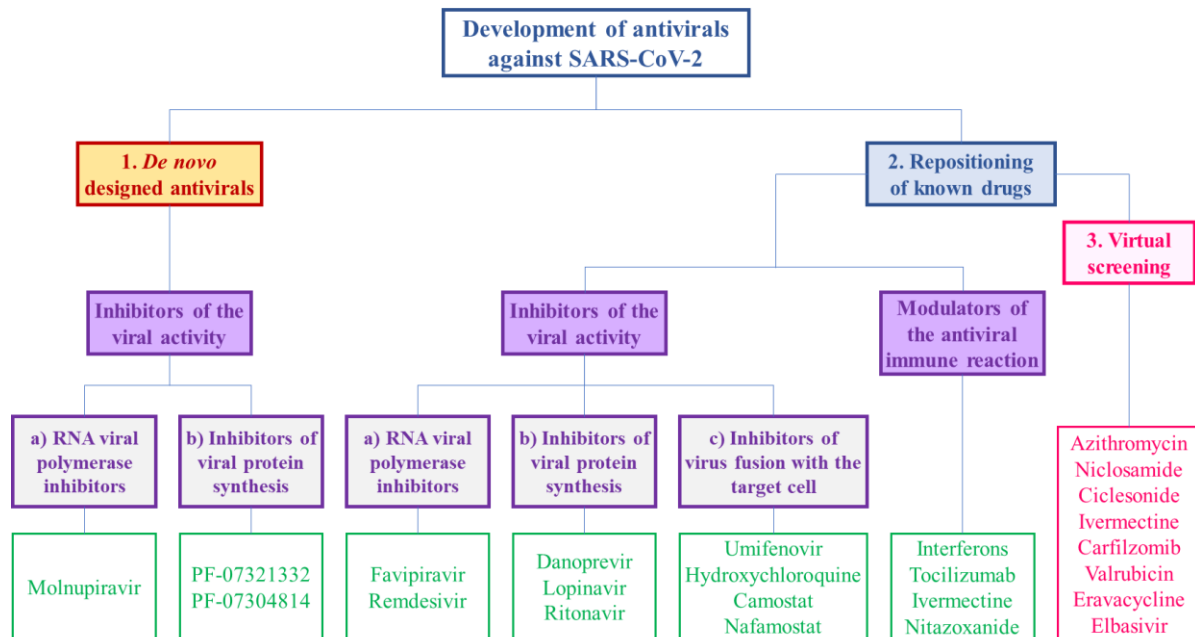 Development of antivirals
against SARS-CoV-2
1. De novo
designed antivirals
2. Repositioning
of known drugs
3. Virtual
screening
Inhibitors of the
viral activity
Inhibitors of the
viral activity
Modulators of
the antiviral
immune reaction
a) RNA viral
polymerase
inhibitors
b) Inhibitors of
viral protein
synthesis
a) RNA viral
polymerase
inhibitors
b) Inhibitors of
viral protein
synthesis
c) Inhibitors of
virus fusion with the
target cell
Molnupiravir
PF-07321332
PF-07304814
Favipiravir
Remdesivir
Danoprevir
Lopinavir
Ritonavir
Umifenovir
Hydroxychloroquine
Camostat
Nafamostat
Interferons
Tocilizumab
Ivermectine
Nitazoxanide
Azithromycin
Niclosamide
Ciclesonide
Ivermectine
Carfilzomib
Valrubicin
Eravacycline
Elbasivir